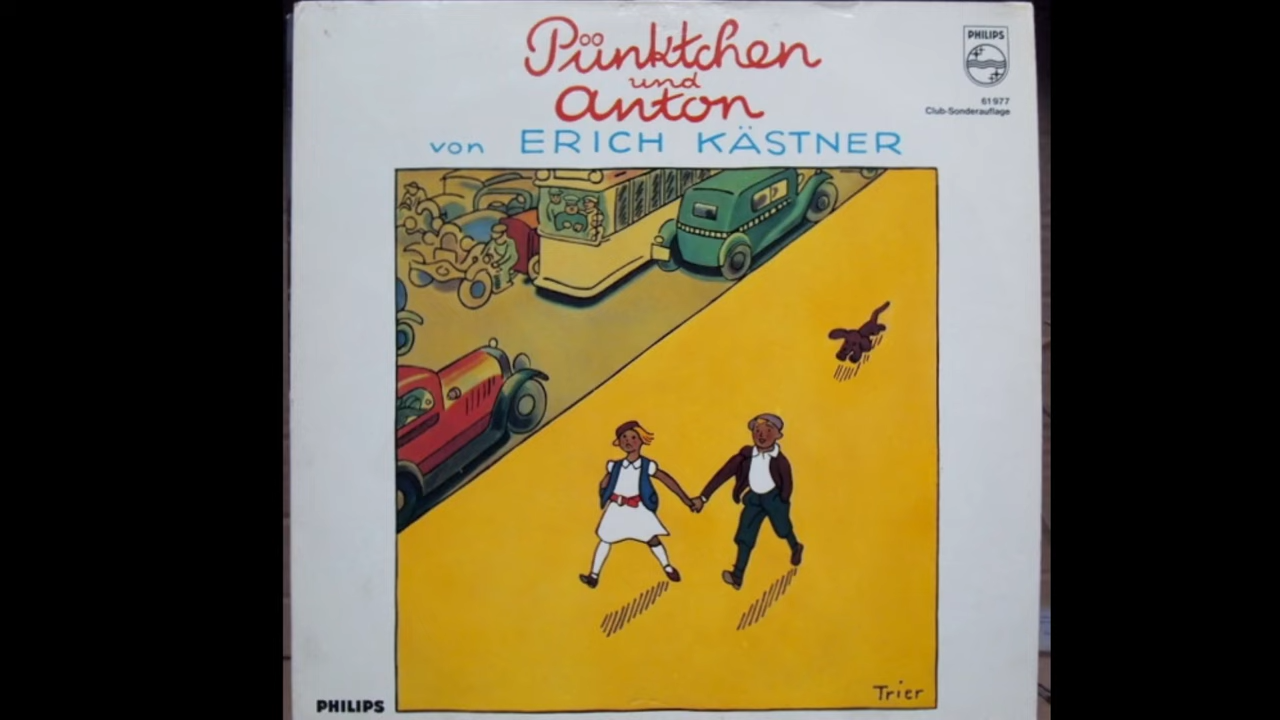 Pünktchen
und
Anton
von ERICH KÄSTNER
PHILIPS
61977
Club-Sonderauflage
Trier
PHILIPS